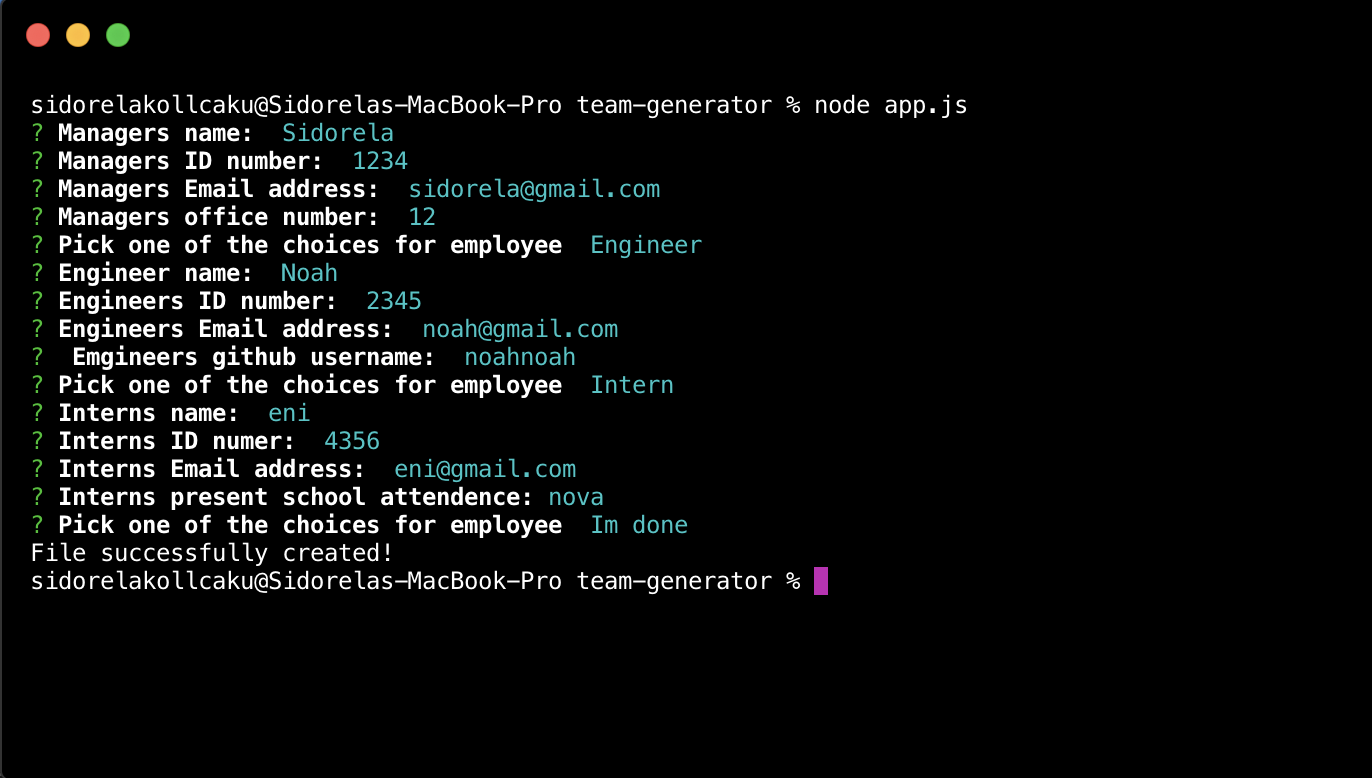 sidorelakollcaku@Sidorelas-MacBook-Pro team-generator % node app.js
? Managers name:  Sidorela
? Managers ID number:  1234
? Managers Email address:  sidorela@gmail.com
? Managers office number:  12
? Pick one of the choices for employee  Engineer
? Engineer name:  Noah
? Engineers ID number:  2345
? Engineers Email address:  noah@gmail.com
?  Emgineers github username:  noahnoah
? Pick one of the choices for employee  Intern
? Interns name:  eni
? Interns ID numer:  4356
? Interns Email address:  eni@gmail.com
? Interns present school attendence: nova
? Pick one of the choices for employee  Im done
File successfully created!
sidorelakollcaku@Sidorelas-MacBook-Pro team-generator %